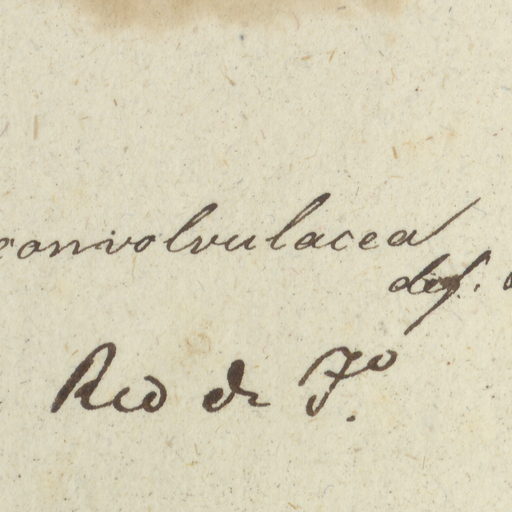 convolvulacea
def.
Rio de Jº.